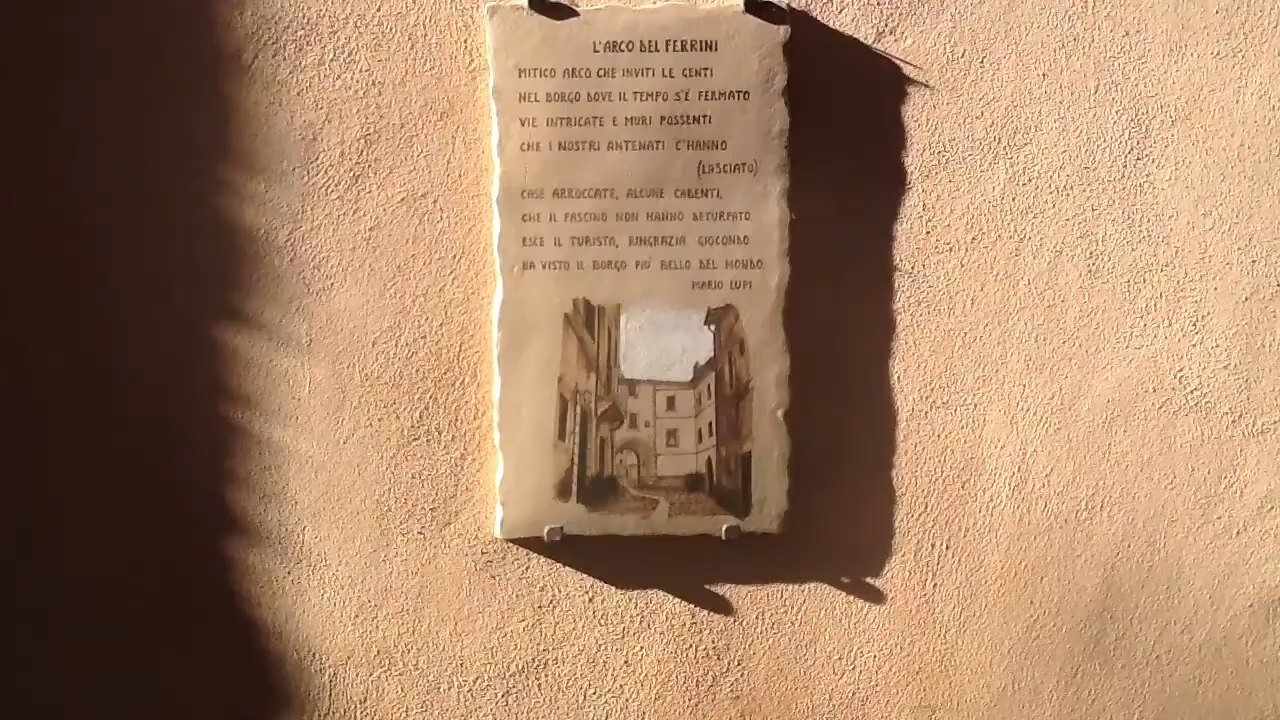 L'ARCO DEL FERRINI
MITICO ARCO CHE INVITI LE GENTI
NEL BORGO DOVE IL TEMPO S'È FERMATO
VIE INTRICATE E MURI POSSENTI
CHE I NOSTRI ANTENATI C'HANNO
(LASCIATO)
CASE ARROCCATE, ALCUNE CADENTI,
CHE IL FASCINO NON HANNO DETURPATO
ESCE IL TURISTA, RINGRAZIA GIOCONDO
HA VISTO IL BORGO PIÙ BELLO DEL MONDO.
MARIO LUPI